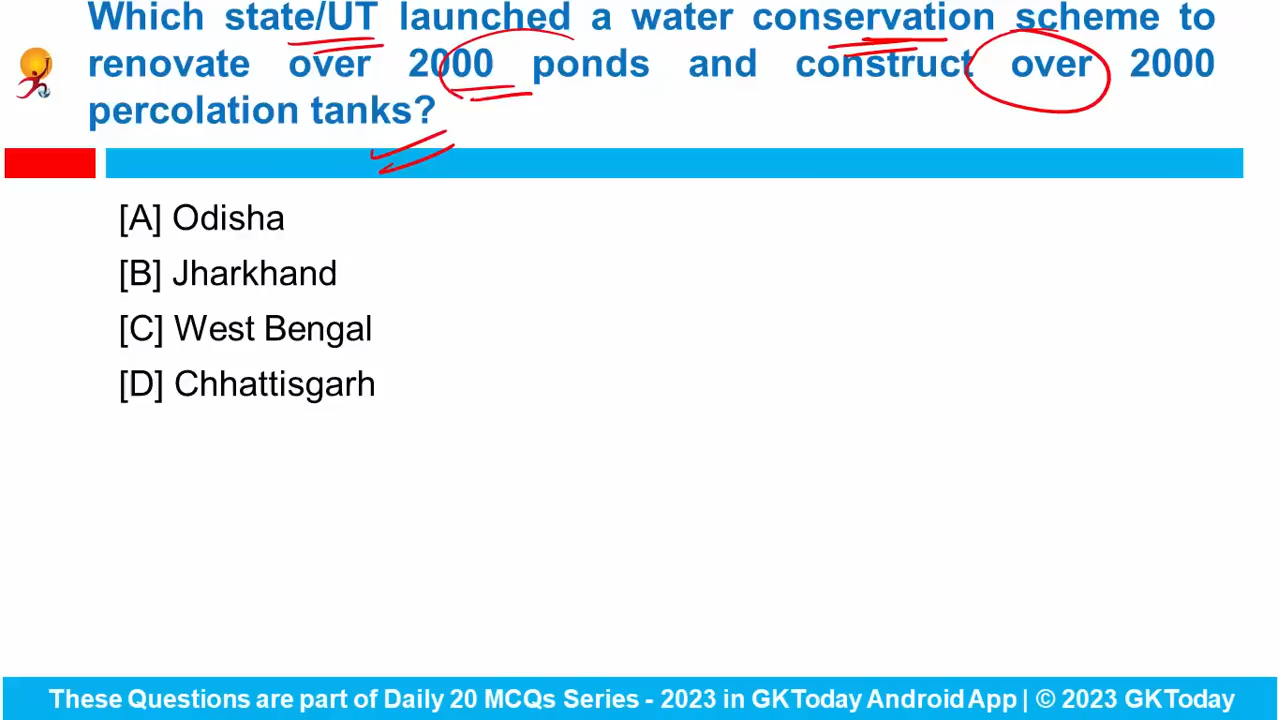 Which state/UT launched a water conservation scheme to
renovate over 2000 ponds and construct over 2000
percolation tanks?
[A] Odisha
[B] Jharkhand
[C] West Bengal
[D] Chhattisgarh
These Questions are part of Daily 20 MCQs Series - 2023 in GKToday Android App | © 2023 GKToday